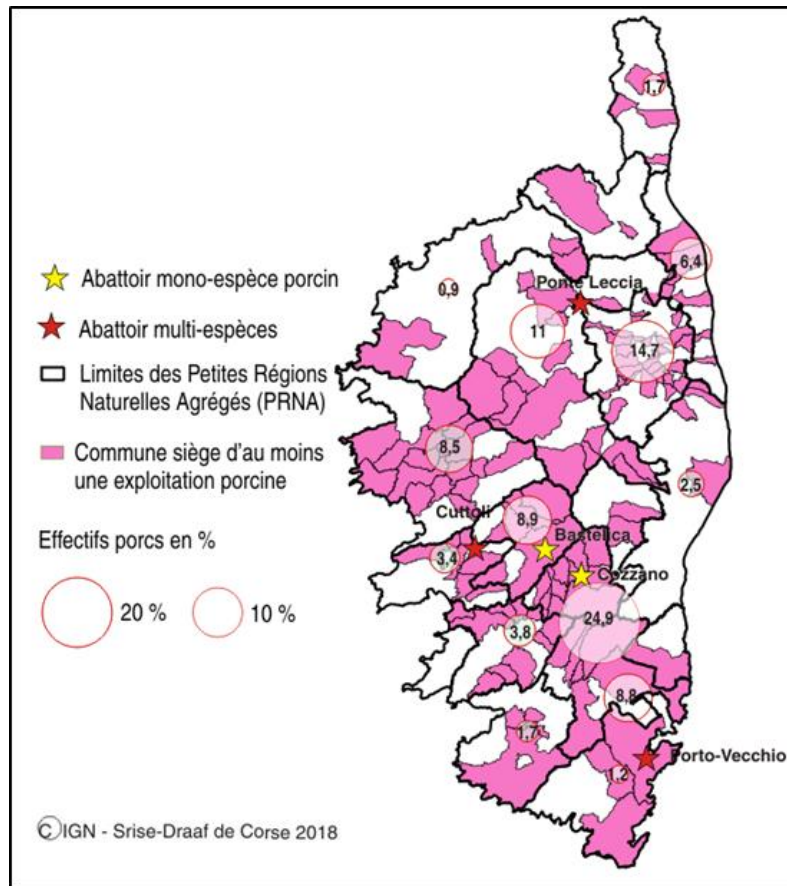 Abattoir mono-espèce porcin
Abattoir multi-espèces
Limites des Petites Régions
Naturelles Agrégés (PRNA)
Commune siège d'au moins
une exploitation porcine
Effectifs porcs en %
20 %
10 %
1,7
6,4
Ponte Leccia
0,9
11
14,7
8,5
2,5
Cuttoli
8,9
Bastelica
3,4
Cozzano
24,9
3,8
8,8
1,7
Porto-Vecchio
1,2
© IGN - Srise-Draaf de Corse 2018